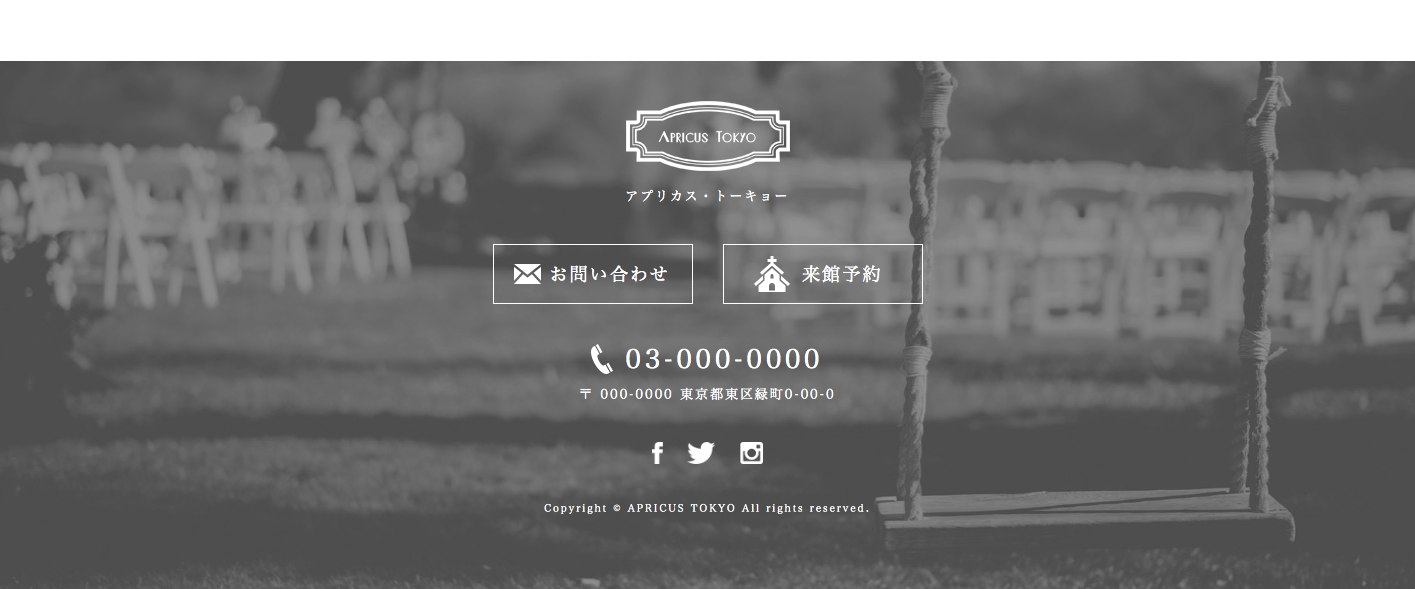 APRICUS TOKYO
アプリカス・トーキョー
お問い合わせ
来館予約
03-000-0000
〒 000-0000 東京都東区緑町0-00-0
Copyright © APRICUS TOKYO All rights reserved.